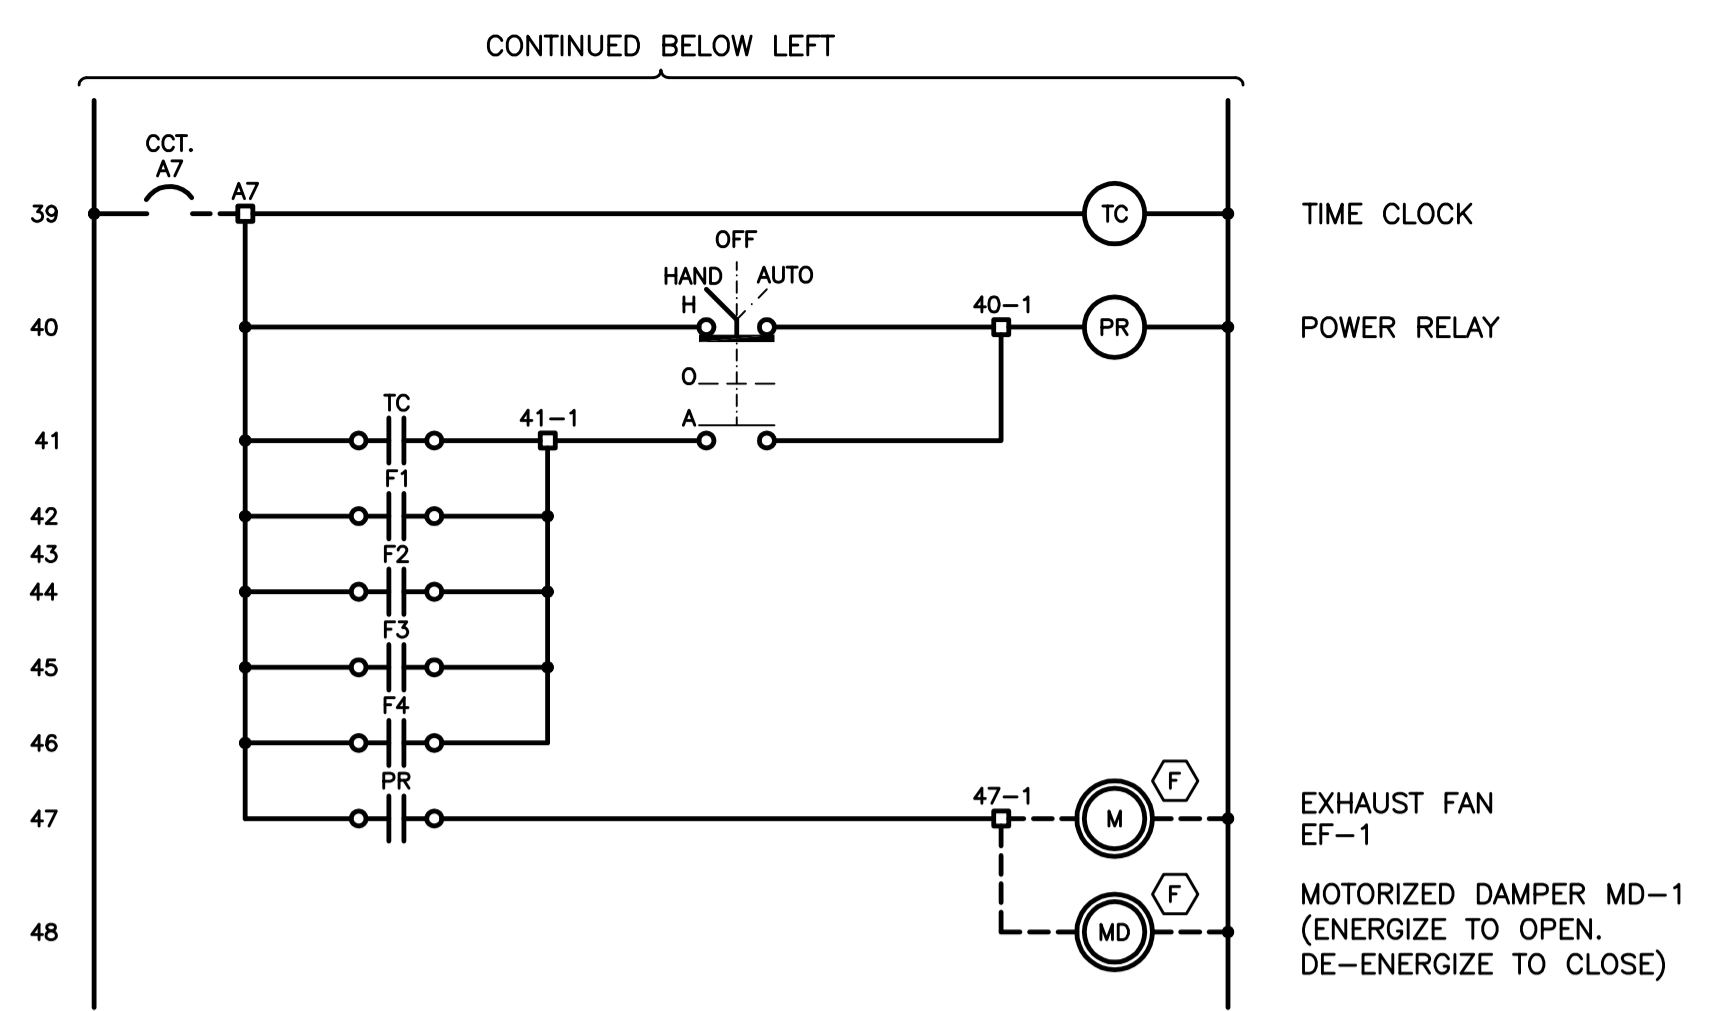 CONTINUED BELOW LEFT
CCT.
A7
A7
39
TC
TIME CLOCK
OFF
HAND
AUTO
H
40-1
40
PR
POWER RELAY
O
TC
A
41-1
41
F1
42
43
F2
44
F3
45
F4
46
PR
47-1
F
47
M
EXHAUST FAN
EF-1
F
48
MD
MOTORIZED DAMPER MD-1
(ENERGIZE TO OPEN.
DE-ENERGIZE TO CLOSE)